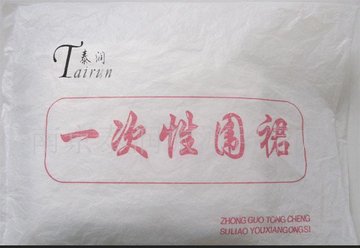 泰润
Tairun
一次性围裙
ZHONG GUO TONG CHENG
SULIAO YOUXIANGONGSI